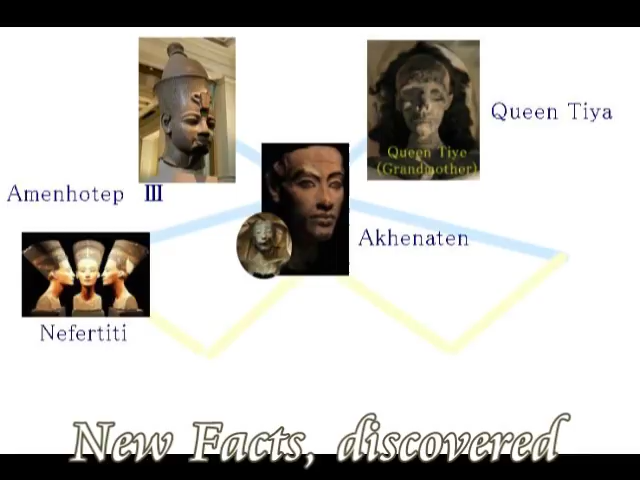 Queen Tiya
Queen Tiye
(Grandmother)
Amenhotep III
Akhenaten
Nefertiti
New Facts, discovered